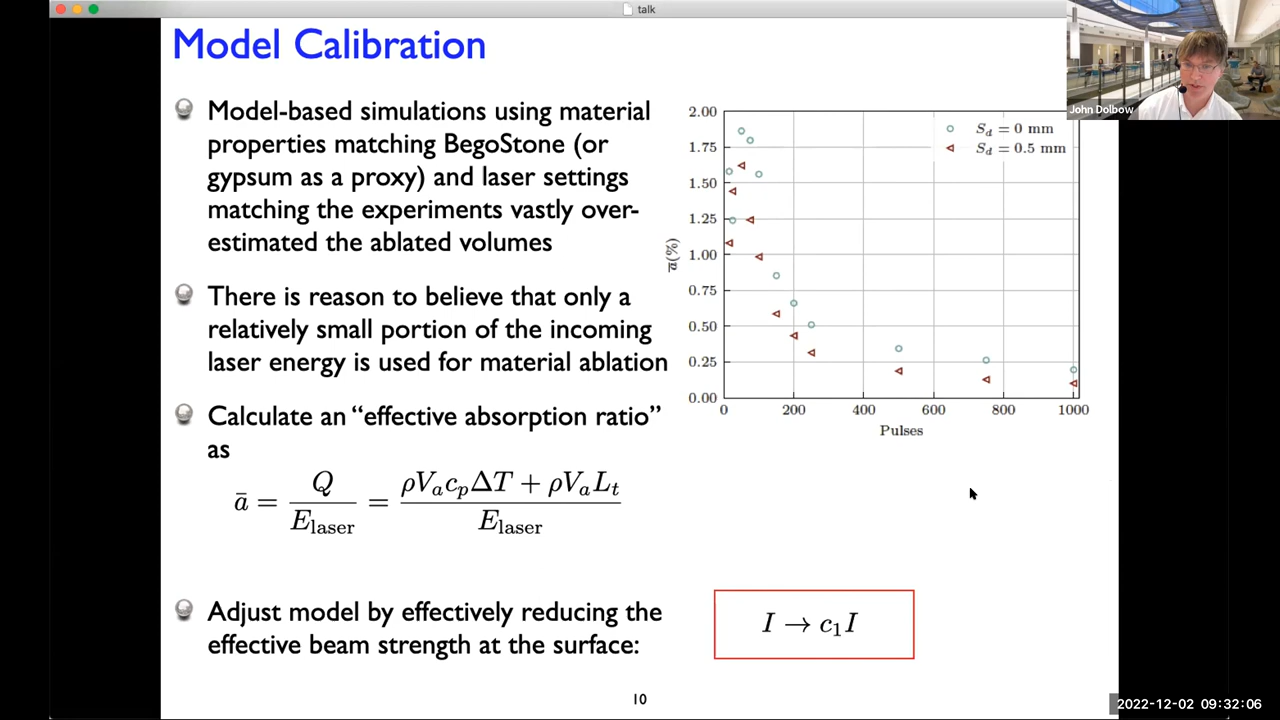 talk
Model Calibration
Model-based simulations using material
properties matching BegoStone (or
gypsum as a proxy) and laser settings
matching the experiments vastly over-
estimated the ablated volumes
There is reason to believe that only a
relatively small portion of the incoming
laser energy is used for material ablation
Calculate an “effective absorption ratio”
as
ā = Q / E_laser = (ρV_a c_p ΔT + ρV_a L_t) / E_laser
Adjust model by effectively reducing the
effective beam strength at the surface:
I → c₁I
2.00
1.75
1.50
1.25
1.00
0.75
0.50
0.25
0.00
ā(%)
0 200 400 600 800 1000
Pulses
S_d = 0 mm
S_d = 0.5 mm
John Dolbow
10
2022-12-02 09:32:06